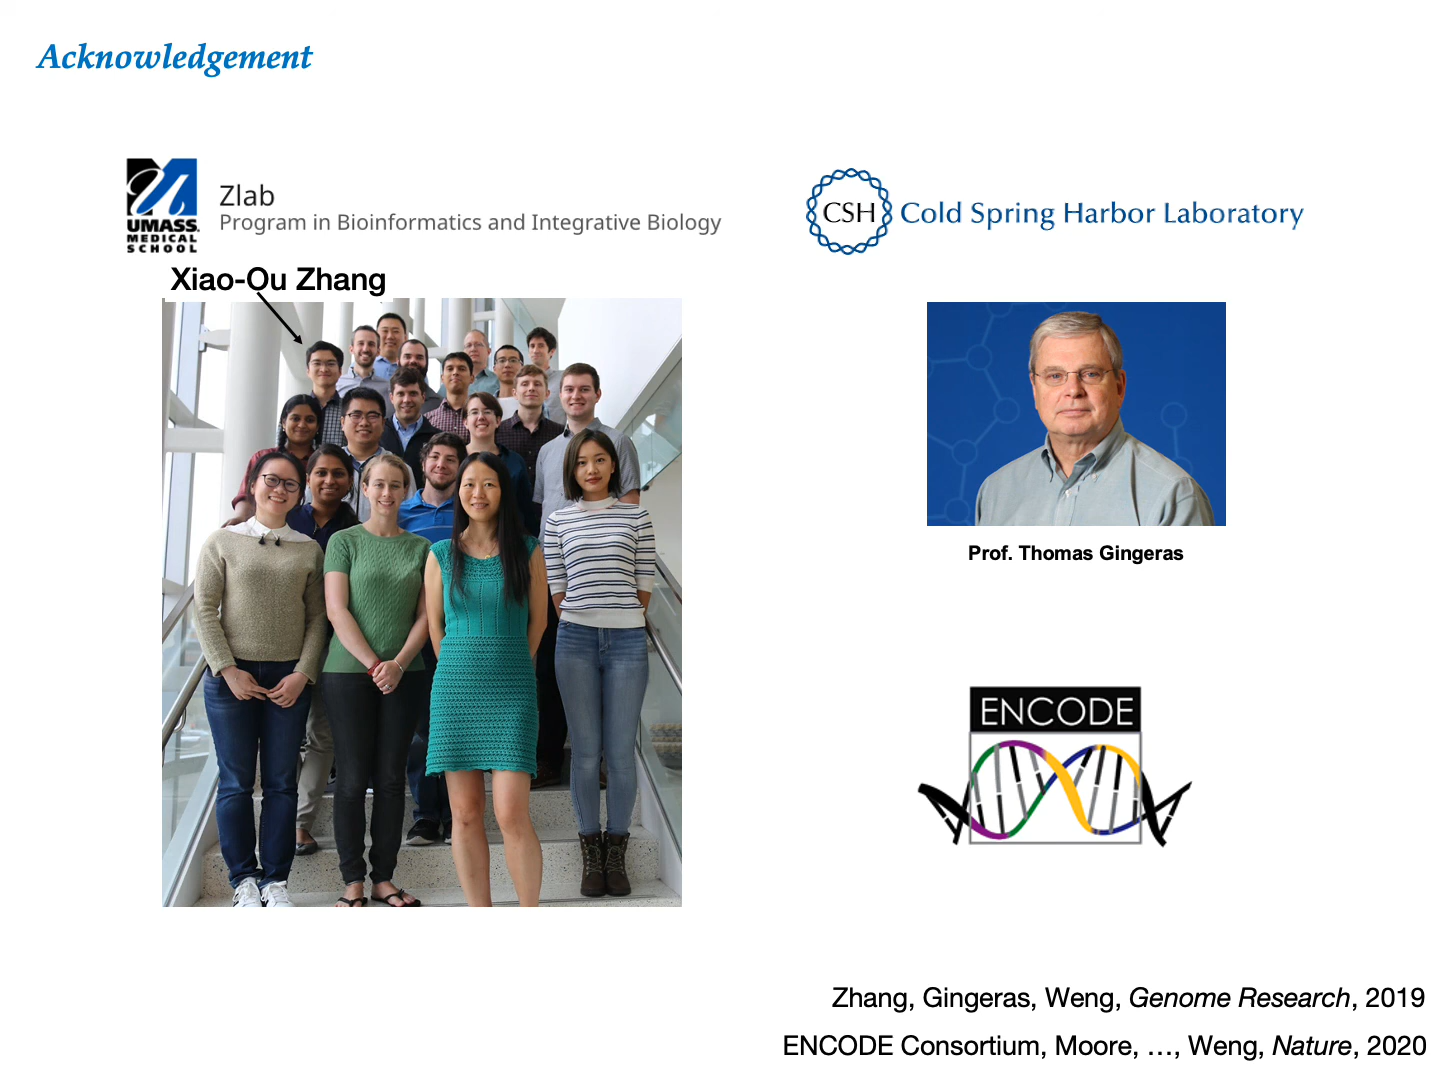 Acknowledgement
UMASS
MEDICAL
SCHOOL
Zlab
Program in Bioinformatics and Integrative Biology
Xiao-Ou Zhang
CSH Cold Spring Harbor Laboratory
Prof. Thomas Gingeras
ENCODE
Zhang, Gingeras, Weng, Genome Research, 2019
ENCODE Consortium, Moore, …, Weng, Nature, 2020